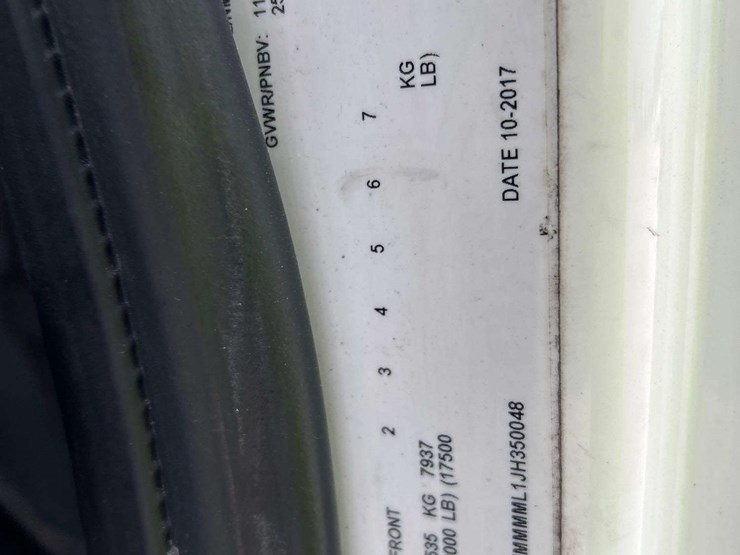 GVWR/PNBV: 11
25
FRONT 2 3 4 5 6 7
535 KG 7937 KG
000 LB) (17500 LB)
MMMMML1JH350048 DATE 10-2017